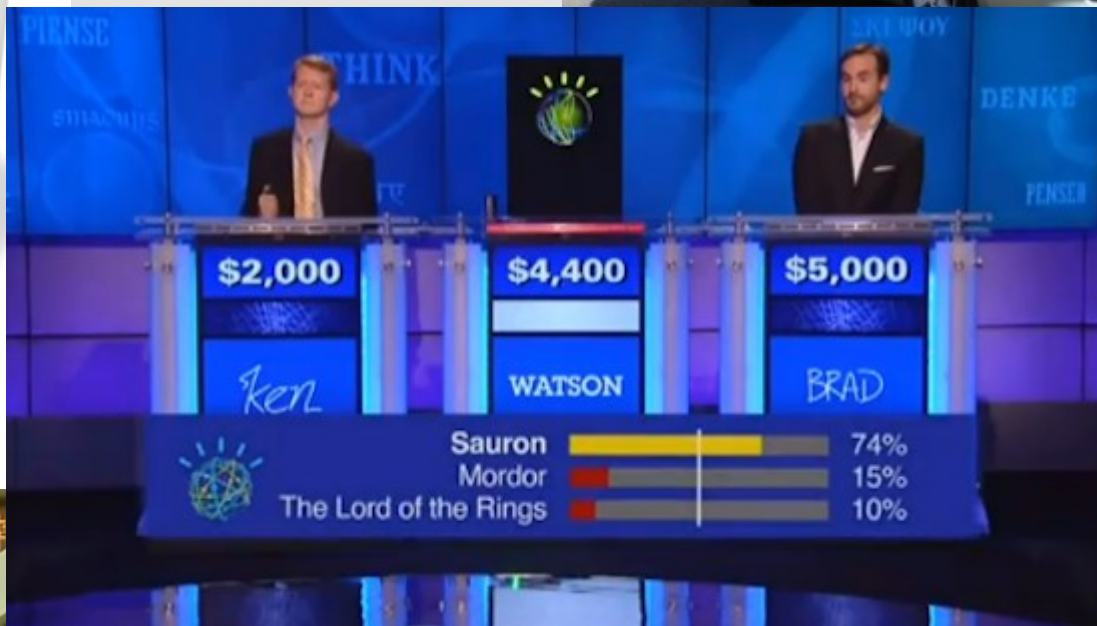 PIENSE
THINK
ΣΚΕΨΟΥ
DENKE
PENSER
$2,000
$4,400
$5,000
Ken
WATSON
BRAD
Sauron 74%
Mordor 15%
The Lord of the Rings 10%